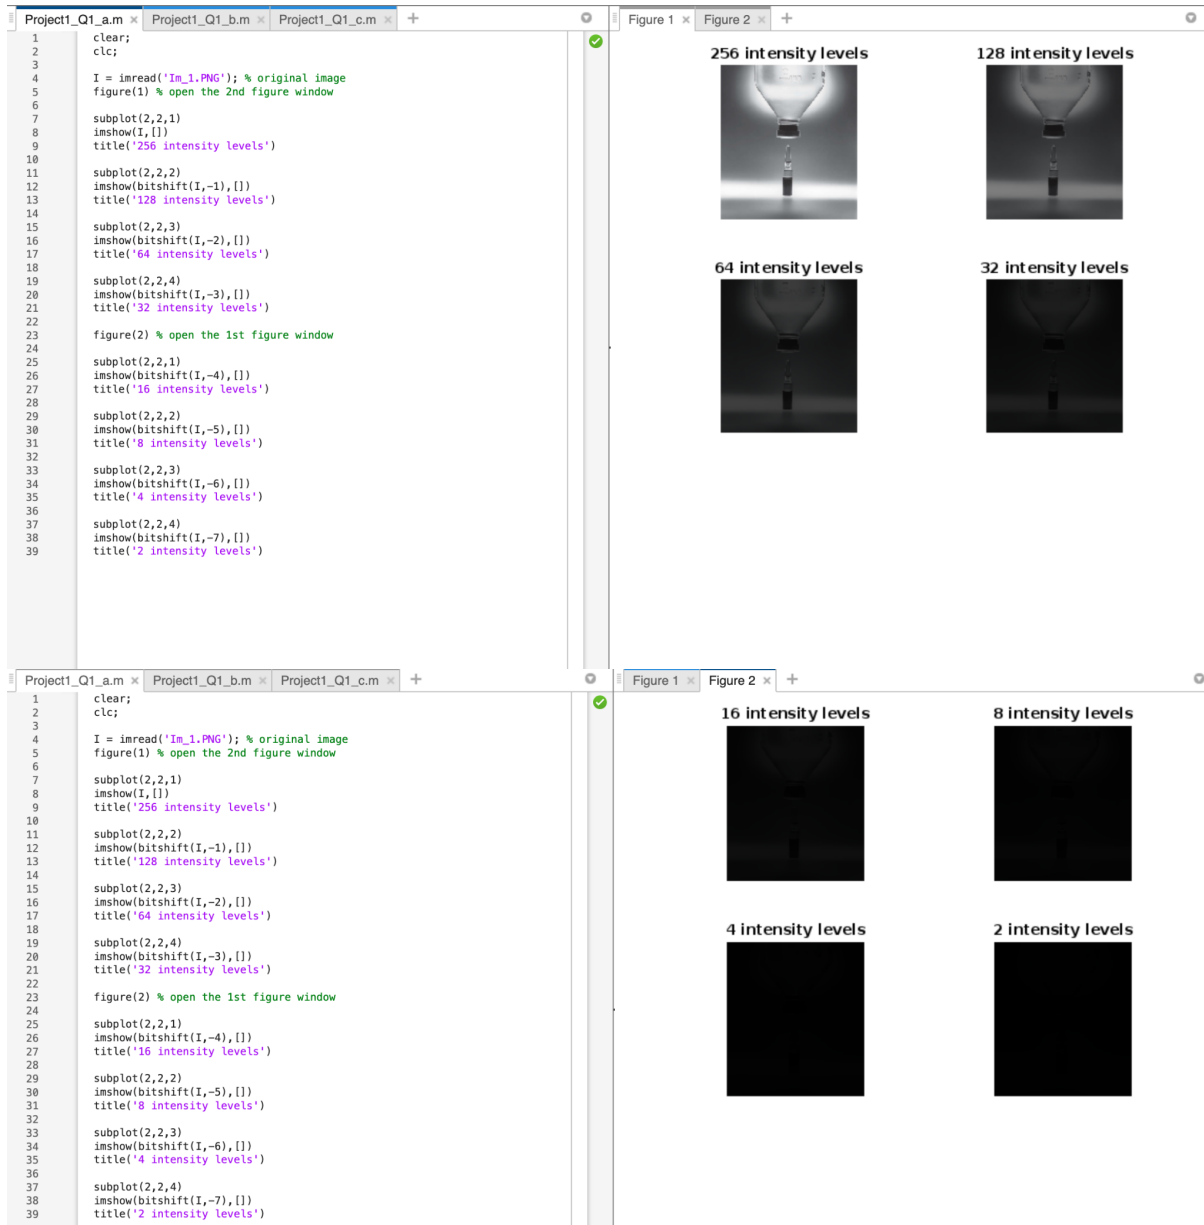 Project1_Q1_a.m × Project1_Q1_b.m × Project1_Q1_c.m × +
1 clear;
2 clc;
3
4 I = imread('Im_1.PNG'); % original image
5 figure(1) % open the 2nd figure window
6
7 subplot(2,2,1)
8 imshow(I,[])
9 title('256 intensity levels')
10
11 subplot(2,2,2)
12 imshow(bitshift(I,-1),[])
13 title('128 intensity levels')
14
15 subplot(2,2,3)
16 imshow(bitshift(I,-2),[])
17 title('64 intensity levels')
18
19 subplot(2,2,4)
20 imshow(bitshift(I,-3),[])
21 title('32 intensity levels')
22
23 figure(2) % open the 1st figure window
24
25 subplot(2,2,1)
26 imshow(bitshift(I,-4),[])
27 title('16 intensity levels')
28
29 subplot(2,2,2)
30 imshow(bitshift(I,-5),[])
31 title('8 intensity levels')
32
33 subplot(2,2,3)
34 imshow(bitshift(I,-6),[])
35 title('4 intensity levels')
36
37 subplot(2,2,4)
38 imshow(bitshift(I,-7),[])
39 title('2 intensity levels')
Figure 1 × Figure 2 × +
256 intensity levels
128 intensity levels
64 intensity levels
32 intensity levels
Project1_Q1_a.m × Project1_Q1_b.m × Project1_Q1_c.m × +
1 clear;
2 clc;
3
4 I = imread('Im_1.PNG'); % original image
5 figure(1) % open the 2nd figure window
6
7 subplot(2,2,1)
8 imshow(I,[])
9 title('256 intensity levels')
10
11 subplot(2,2,2)
12 imshow(bitshift(I,-1),[])
13 title('128 intensity levels')
14
15 subplot(2,2,3)
16 imshow(bitshift(I,-2),[])
17 title('64 intensity levels')
18
19 subplot(2,2,4)
20 imshow(bitshift(I,-3),[])
21 title('32 intensity levels')
22
23 figure(2) % open the 1st figure window
24
25 subplot(2,2,1)
26 imshow(bitshift(I,-4),[])
27 title('16 intensity levels')
28
29 subplot(2,2,2)
30 imshow(bitshift(I,-5),[])
31 title('8 intensity levels')
32
33 subplot(2,2,3)
34 imshow(bitshift(I,-6),[])
35 title('4 intensity levels')
36
37 subplot(2,2,4)
38 imshow(bitshift(I,-7),[])
39 title('2 intensity levels')
Figure 1 × Figure 2 × +
16 intensity levels
8 intensity levels
4 intensity levels
2 intensity levels